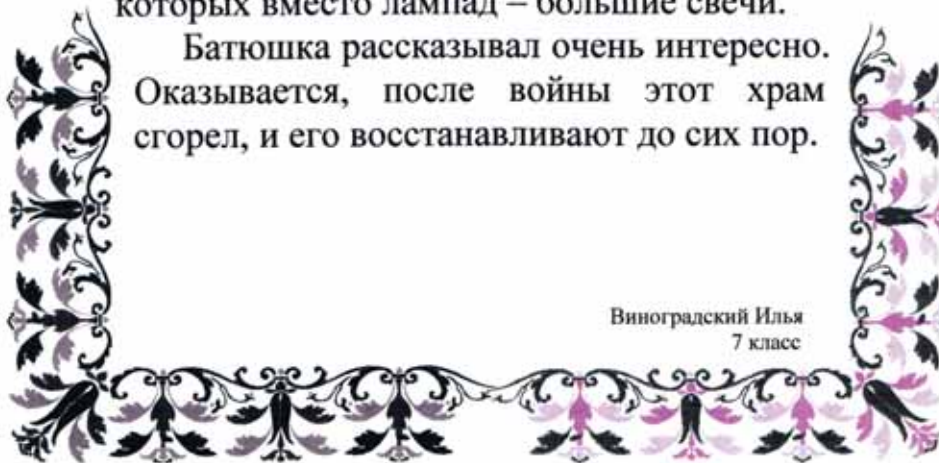 которых вместо лампад – большие свечи.
Батюшка рассказывал очень интересно.
Оказывается, после войны этот храм
сгорел, и его восстанавливают до сих пор.
Виноградский Илья
7 класс